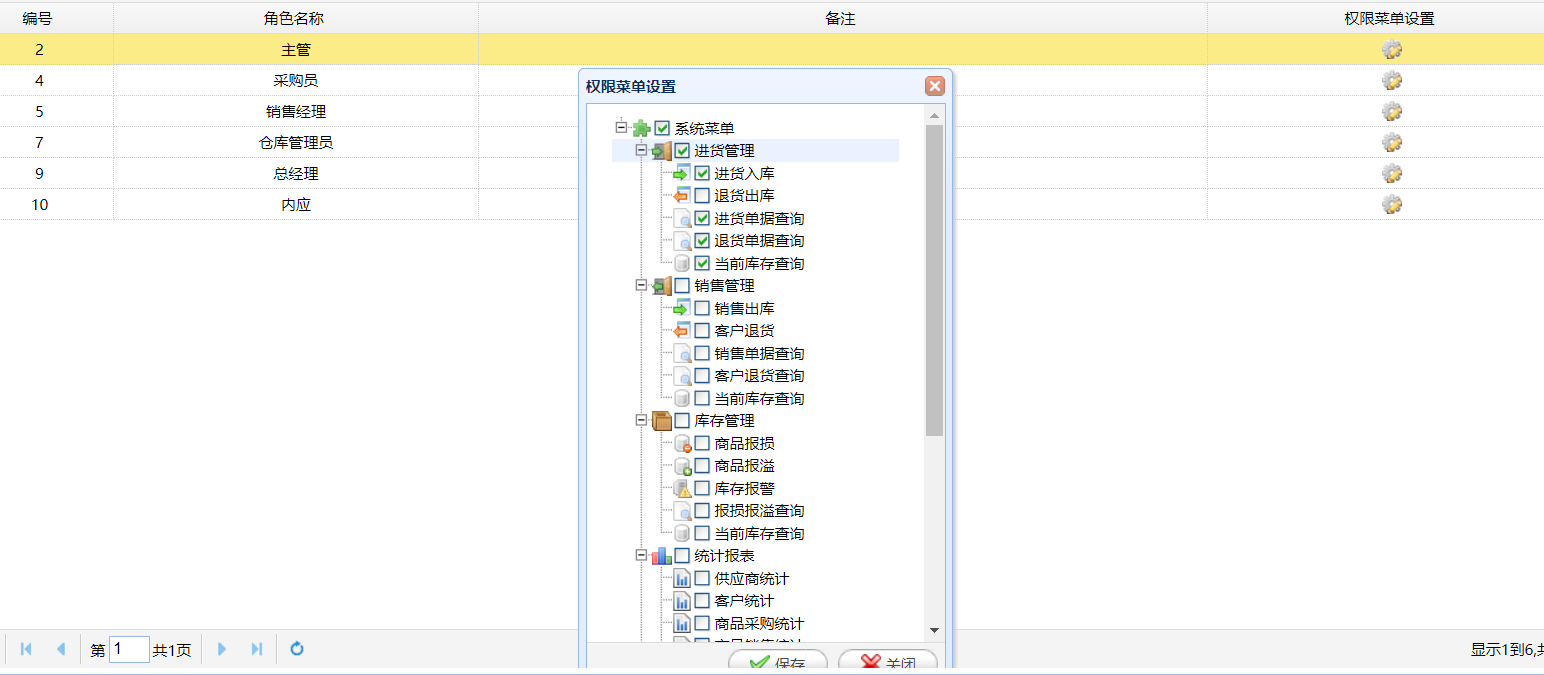 编号 角色名称 备注 权限菜单设置
2 主管
4 采购员
5 销售经理
7 仓库管理员
9 总经理
10 内应
权限菜单设置
系统菜单
进货管理
进货入库
退货出库
进货单据查询
退货单据查询
当前库存查询
销售管理
销售出库
客户退货
销售单据查询
客户退货查询
当前库存查询
库存管理
商品报损
商品报溢
库存报警
报损报溢查询
当前库存查询
统计报表
供应商统计
客户统计
商品采购统计
商品销售统计
保存 关闭
第 1 共1页 显示1到6,共